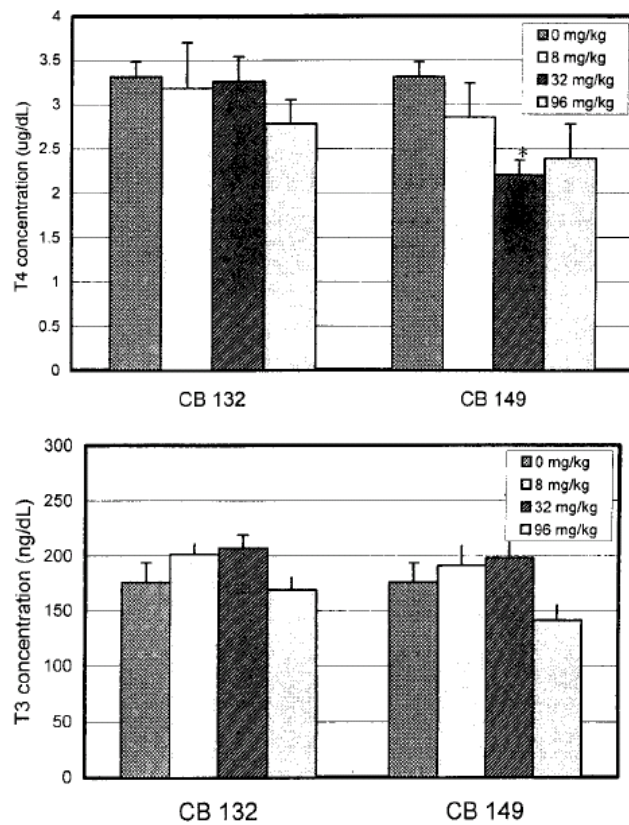 4
3.5
3
2.5
2
1.5
1
0.5
0
T4 concentration (ug/dL)
0 mg/kg
8 mg/kg
32 mg/kg
96 mg/kg
*
CB 132
CB 149
300
250
200
150
100
50
0
T3 concentration (ng/dL)
0 mg/kg
8 mg/kg
32 mg/kg
96 mg/kg
CB 132
CB 149